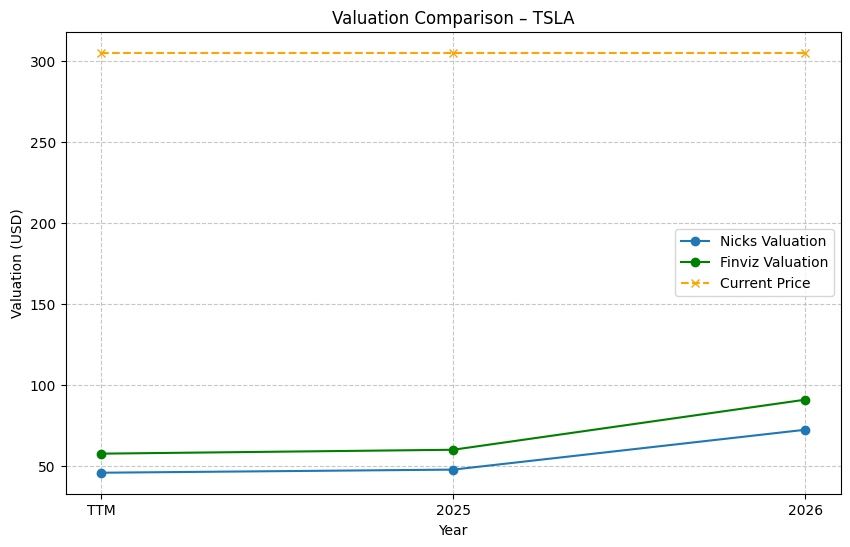 Valuation Comparison – TSLA
Valuation (USD)
300
250
200
150
100
50
Nicks Valuation
Finviz Valuation
Current Price
TTM
2025
2026
Year